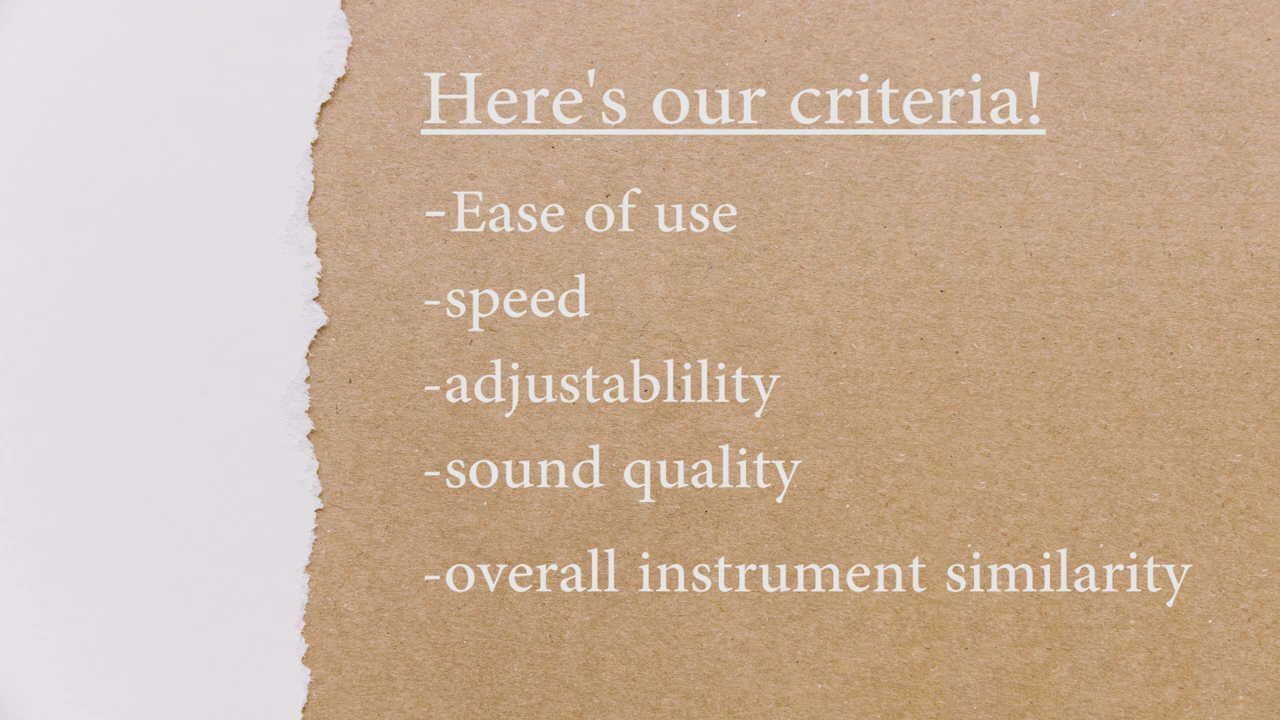 Here's our criteria!
-Ease of use
-speed
-adjustablility
-sound quality
-overall instrument similarity